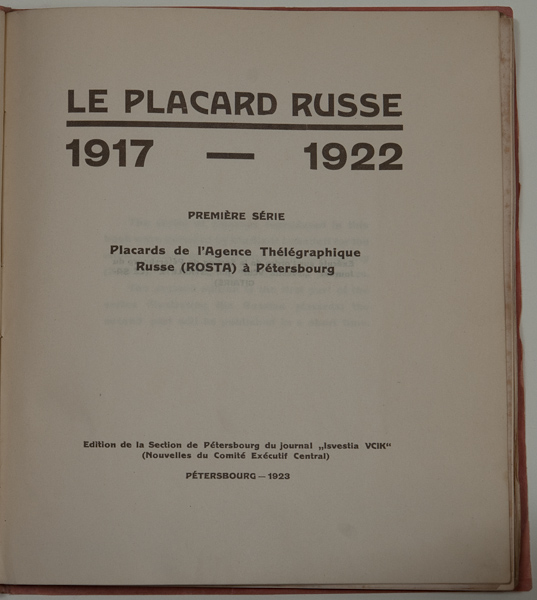 LE PLACARD RUSSE
1917 — 1922
PREMIÈRE SÉRIE
Placards de l'Agence Thélégraphique
Russe (ROSTA) à Pétersbourg
Edition de la Section de Pétersbourg du journal „Isvestia VCIK"
(Nouvelles du Comité Exécutif Central)
PÉTERSBOURG — 1923